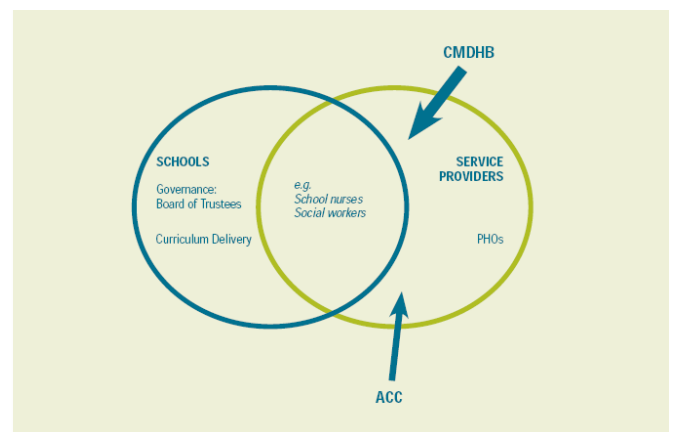 CMDHB
SCHOOLS
Governance:
Board of Trustees
Curriculum Delivery
e.g.
School nurses
Social workers
SERVICE
PROVIDERS
PHOs
ACC